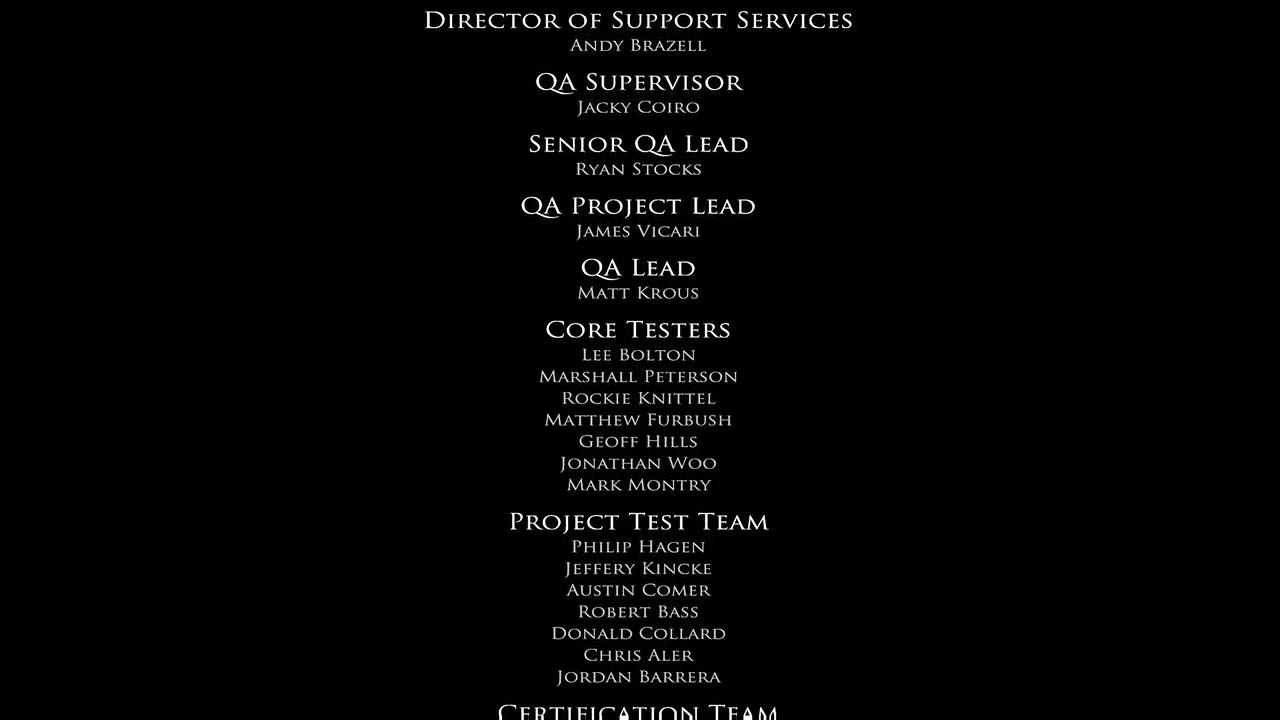 Director of Support Services
Andy Brazell
QA Supervisor
Jacky Coiro
Senior QA Lead
Ryan Stocks
QA Project Lead
James Vicari
QA Lead
Matt Krous
Core Testers
Lee Bolton
Marshall Peterson
Rockie Knittel
Matthew Furbush
Geoff Hills
Jonathan Woo
Mark Montry
Project Test Team
Philip Hagen
Jeffery Kincke
Austin Comer
Robert Bass
Donald Collard
Chris Aler
Jordan Barrera
Certification Team